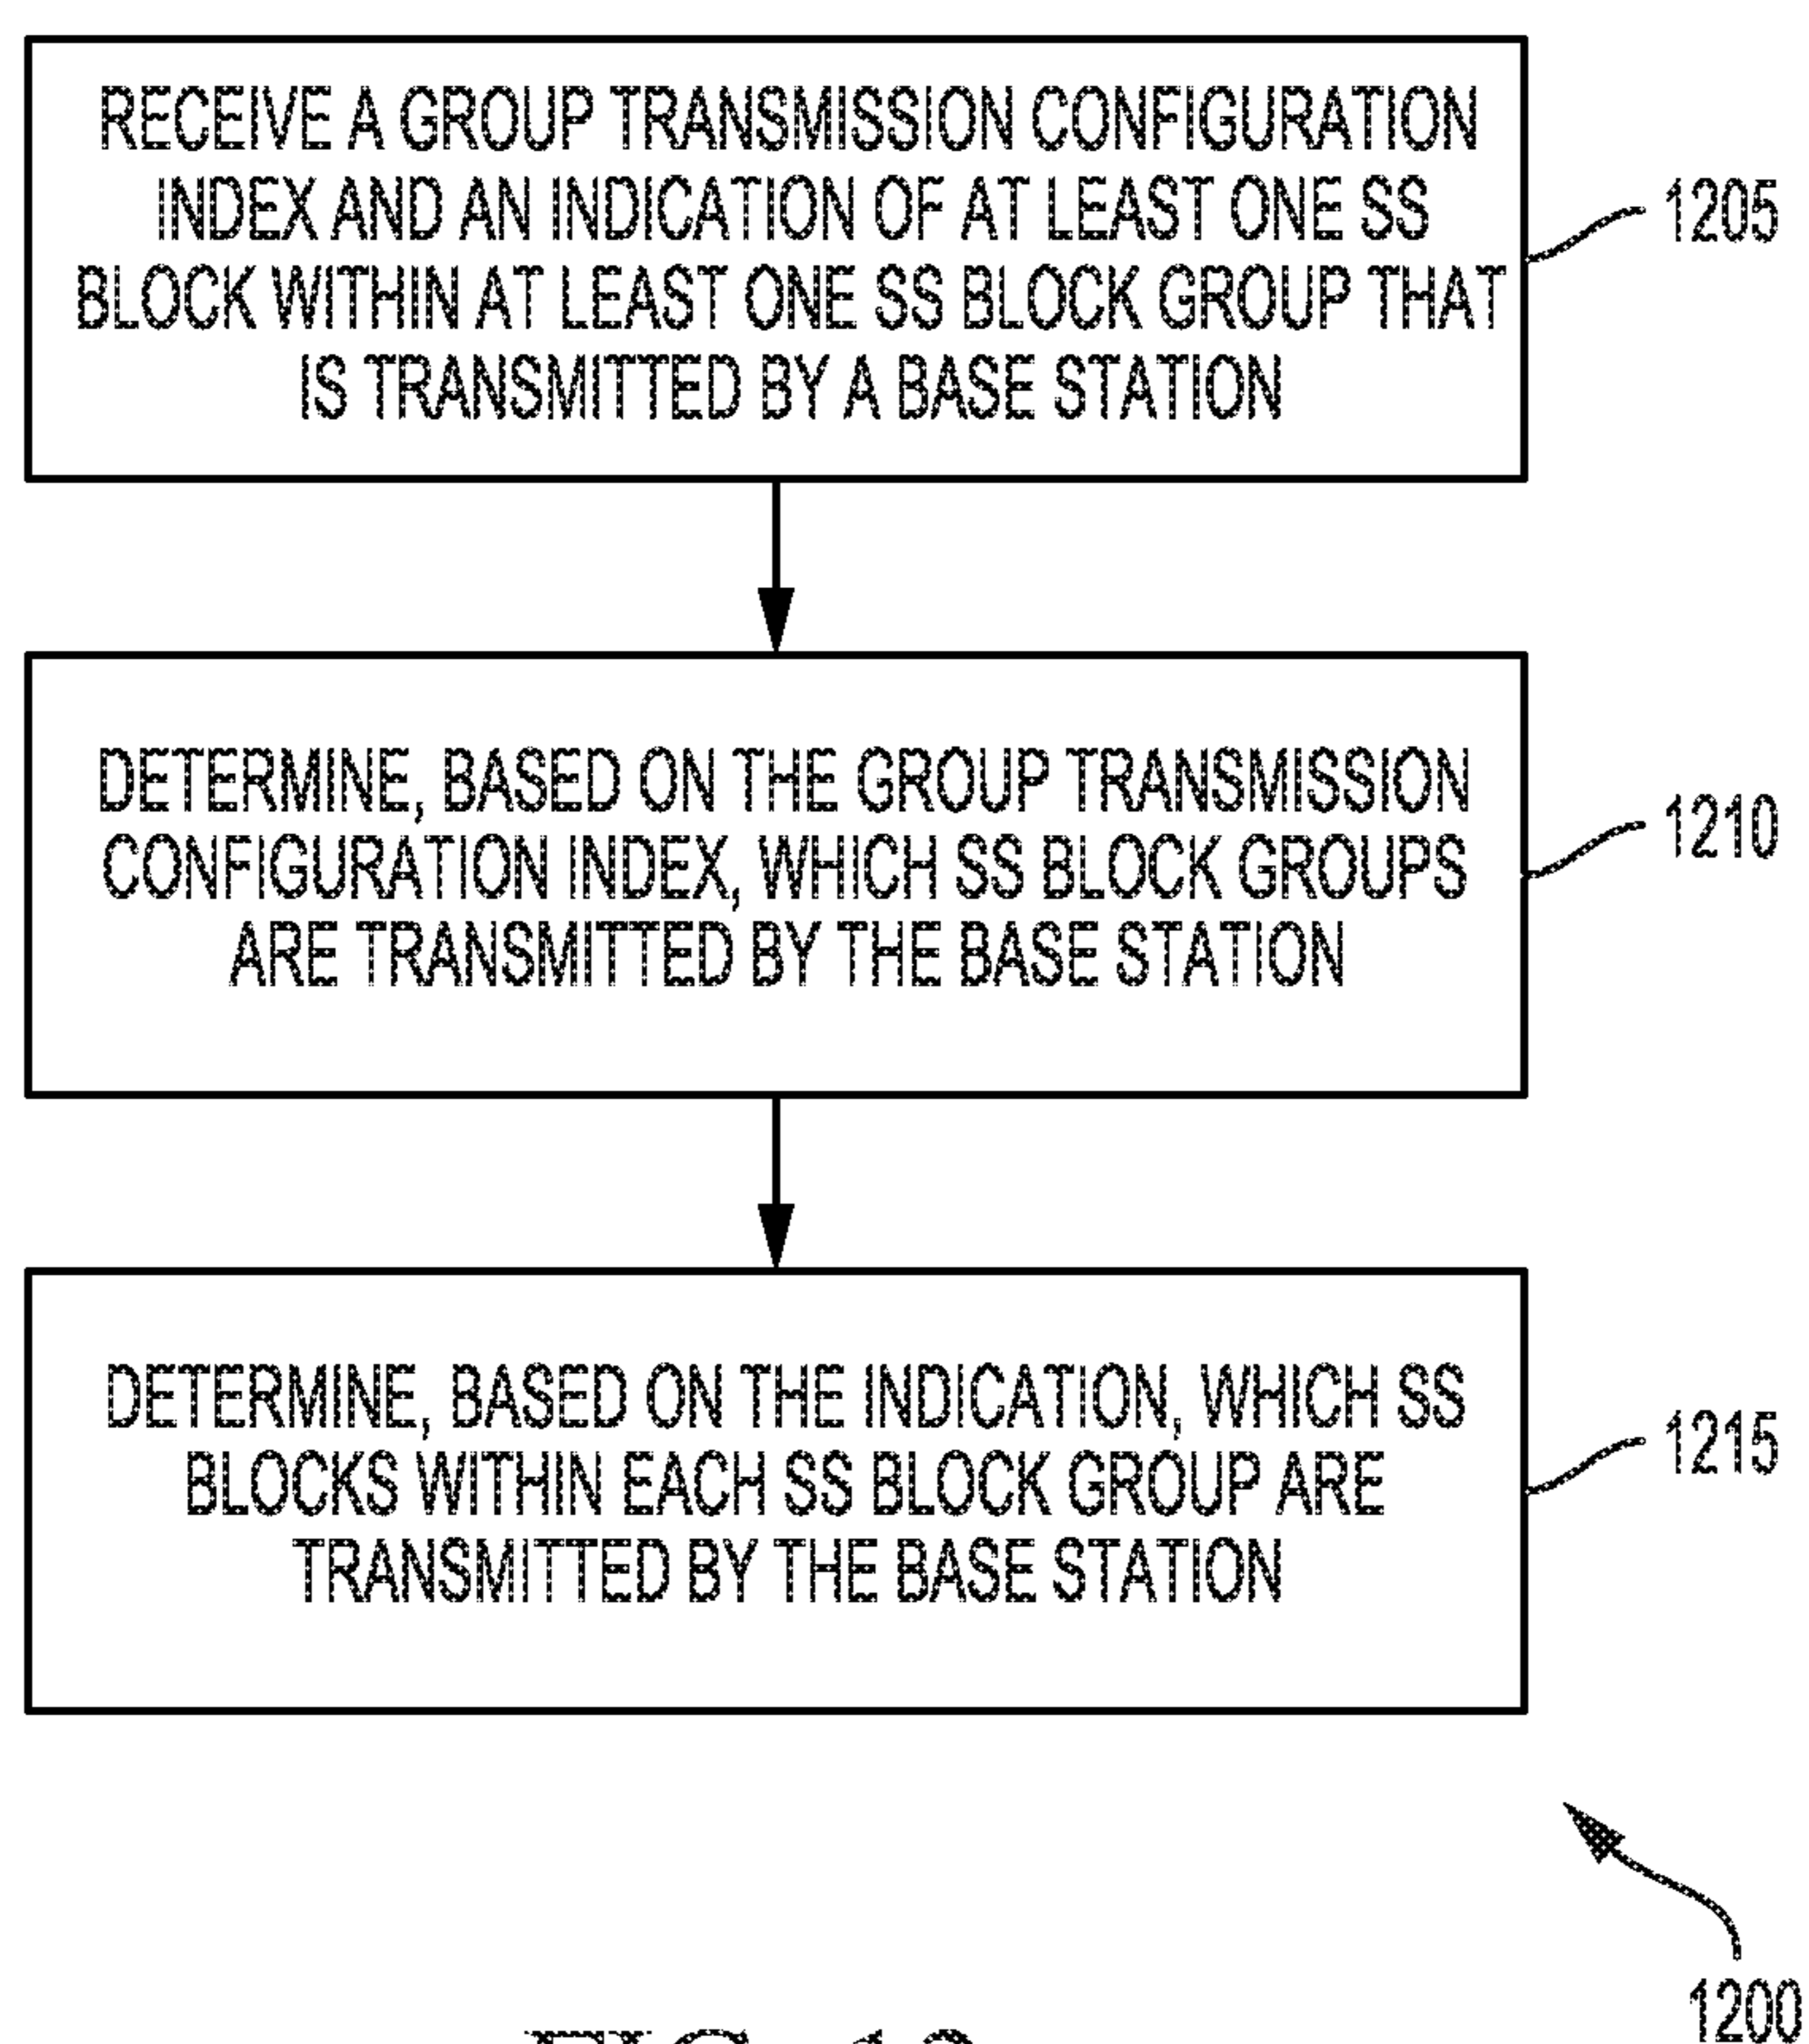 RECEIVE A GROUP TRANSMISSION CONFIGURATION
INDEX AND AN INDICATION OF AT LEAST ONE SS
BLOCK WITHIN AT LEAST ONE SS BLOCK GROUP THAT
IS TRANSMITTED BY A BASE STATION
1205
DETERMINE, BASED ON THE GROUP TRANSMISSION
CONFIGURATION INDEX, WHICH SS BLOCK GROUPS
ARE TRANSMITTED BY THE BASE STATION
1210
DETERMINE, BASED ON THE INDICATION, WHICH SS
BLOCKS WITHIN EACH SS BLOCK GROUP ARE
TRANSMITTED BY THE BASE STATION
1215
1200